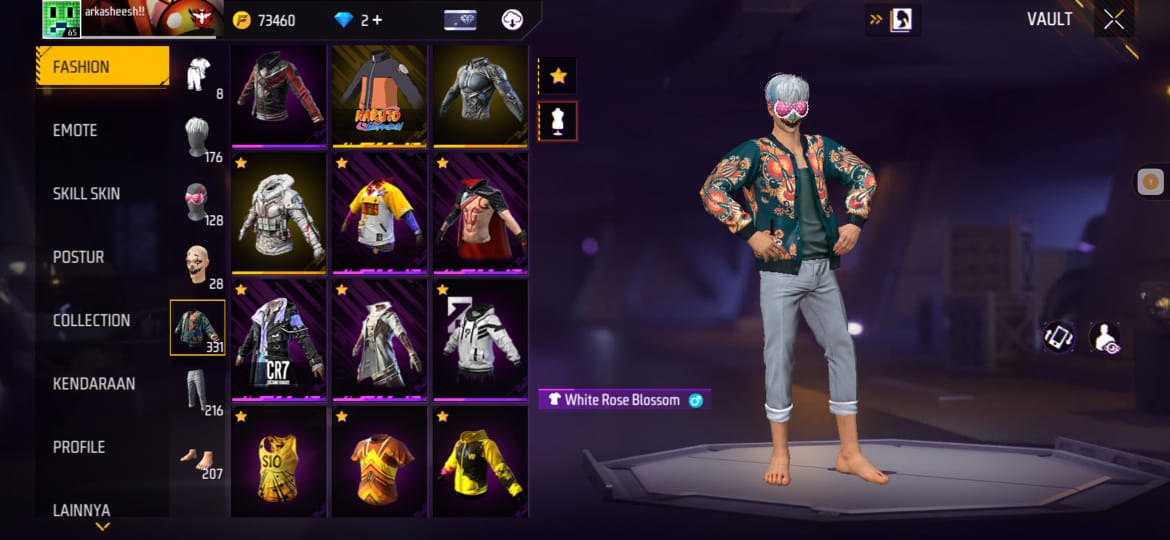 arkasheesh!!
65
73460
2+
VAULT
FASHION
EMOTE
SKILL SKIN
POSTUR
COLLECTION
KENDARAAN
PROFILE
LAINNYA
8
176
128
28
331
216
207
NARUTO
CR7
S10
White Rose Blossom